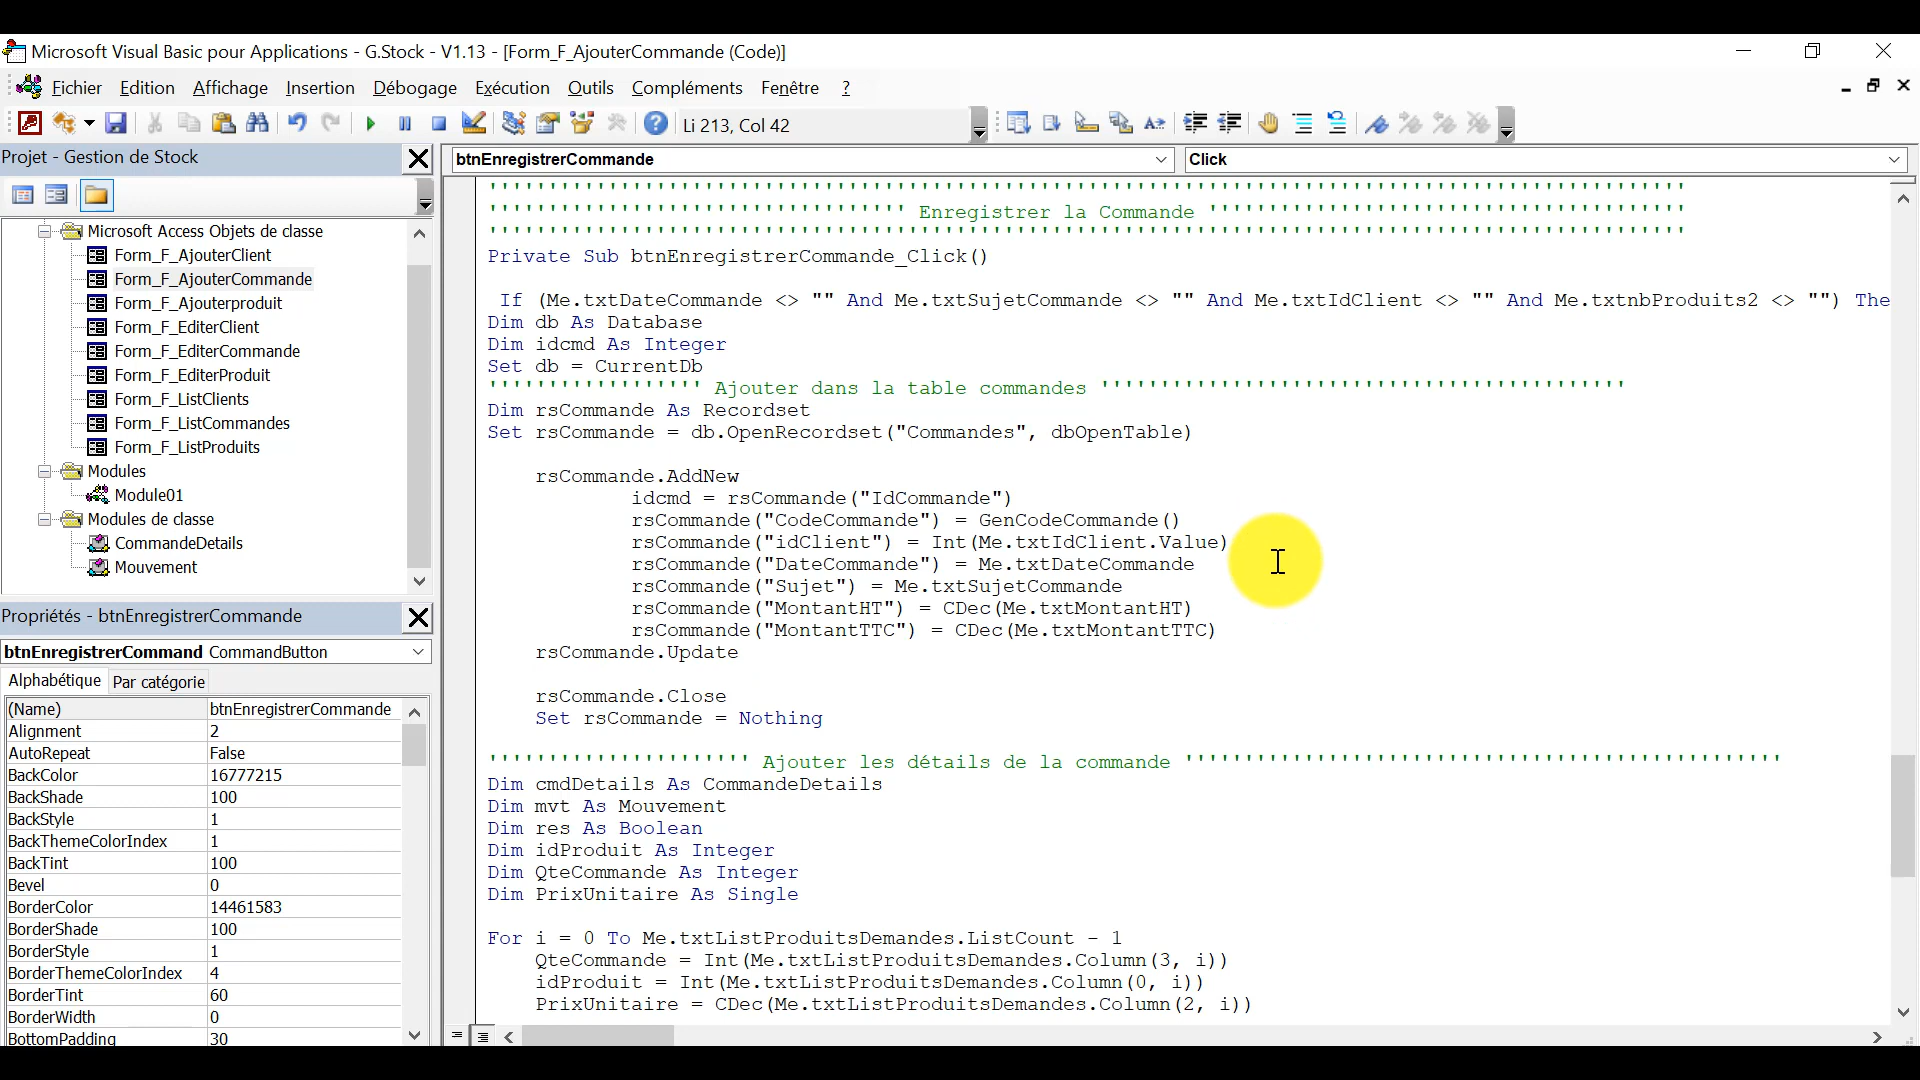 Microsoft Visual Basic pour Applications - G.Stock - V1.13 - [Form_F_AjouterCommande (Code)]
Fichier Edition Affichage Insertion Débogage Exécution Outils Compléments Fenêtre ?
Li 213, Col 42
Projet - Gestion de Stock
Microsoft Access Objets de classe
Form_F_AjouterClient
Form_F_AjouterCommande
Form_F_Ajouterproduit
Form_F_EditerClient
Form_F_EditerCommande
Form_F_EditerProduit
Form_F_ListClients
Form_F_ListCommandes
Form_F_ListProduits
Modules
Module01
Modules de classe
CommandeDetails
Mouvement
Propriétés - btnEnregistrerCommande
btnEnregistrerCommand CommandButton
Alphabétique Par catégorie
(Name) btnEnregistrerCommande
Alignment 2
AutoRepeat False
BackColor 16777215
BackShade 100
BackStyle 1
BackThemeColorIndex 1
BackTint 100
Bevel 0
BorderColor 14461583
BorderShade 100
BorderStyle 1
BorderThemeColorIndex 4
BorderTint 60
BorderWidth 0
BottomPadding 30
btnEnregistrerCommande Click
Enregistrer la Commande
Private Sub btnEnregistrerCommande_Click()
If (Me.txtDateCommande <> "" And Me.txtSujetCommande <> "" And Me.txtIdClient <> "" And Me.txtnbProduits2 <> "") The
Dim db As Database
Dim idcmd As Integer
Set db = CurrentDb
'''''''''''''''''' Ajouter dans la table commandes ''''''''''''''''''''''''''''''''''''''''''''
Dim rsCommande As Recordset
Set rsCommande = db.OpenRecordset("Commandes", dbOpenTable)
rsCommande.AddNew
idcmd = rsCommande("IdCommande")
rsCommande("CodeCommande") = GenCodeCommande()
rsCommande("idClient") = Int(Me.txtIdClient.Value)
rsCommande("DateCommande") = Me.txtDateCommande
rsCommande("Sujet") = Me.txtSujetCommande
rsCommande("MontantHT") = CDec(Me.txtMontantHT)
rsCommande("MontantTTC") = CDec(Me.txtMontantTTC)
rsCommande.Update
rsCommande.Close
Set rsCommande = Nothing
'''''''''''''''''''''' Ajouter les détails de la commande ''''''''''''''''''''''''''''''''''''''''''''''''''
Dim cmdDetails As CommandeDetails
Dim mvt As Mouvement
Dim res As Boolean
Dim idProduit As Integer
Dim QteCommande As Integer
Dim PrixUnitaire As Single
For i = 0 To Me.txtListProduitsDemandes.ListCount - 1
QteCommande = Int(Me.txtListProduitsDemandes.Column(3, i))
idProduit = Int(Me.txtListProduitsDemandes.Column(0, i))
PrixUnitaire = CDec(Me.txtListProduitsDemandes.Column(2, i))